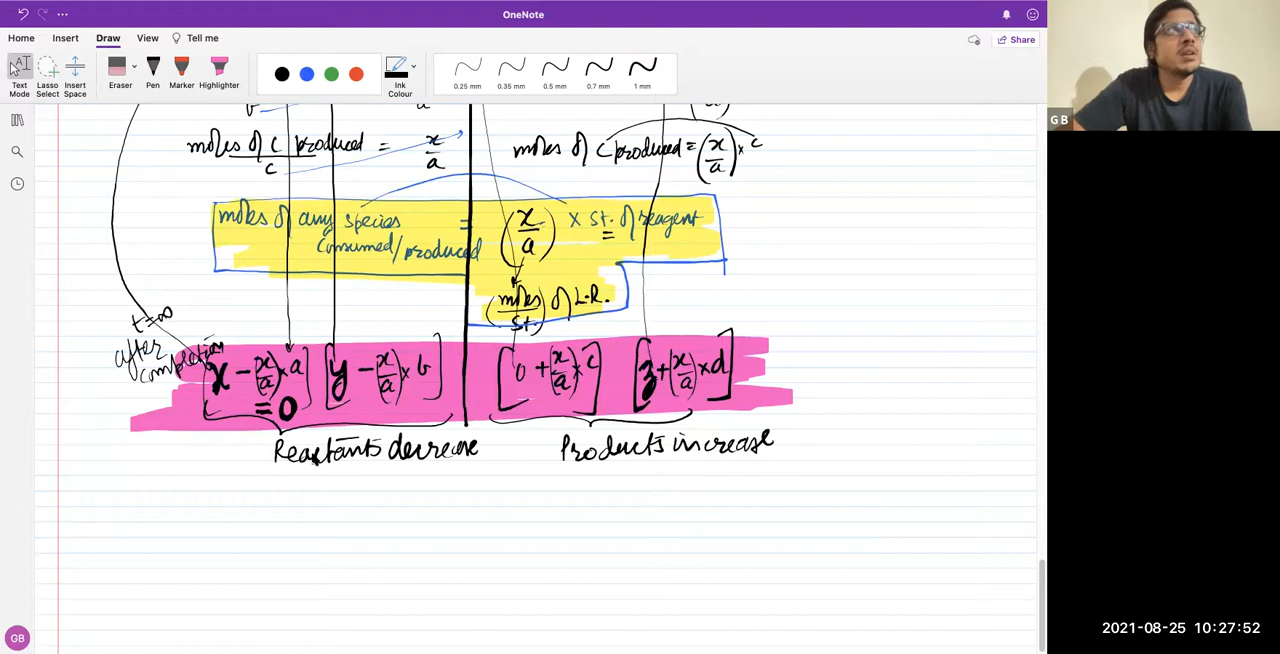 OneNote
Home Insert Draw View Tell me
Share
Text Mode
Lasso Select
Insert Space
Eraser
Pen
Marker
Highlighter
Ink Colour
0.25 mm 0.35 mm 0.5 mm 0.7 mm 1 mm
GB
b
a
moles of C produced / c = x/a
moles of C produced = (x/a) × c
moles of any species consumed/produced = (x/a) × St. of reagent
(moles/St.) of L.R.
t=∞
after completion
[x - (x/a) × a] [y - (x/a) × b] [0 + (x/a) × c] [z + (x/a) × d]
= 0
Reactants decrease
Products increase
GB
2021-08-25 10:27:52